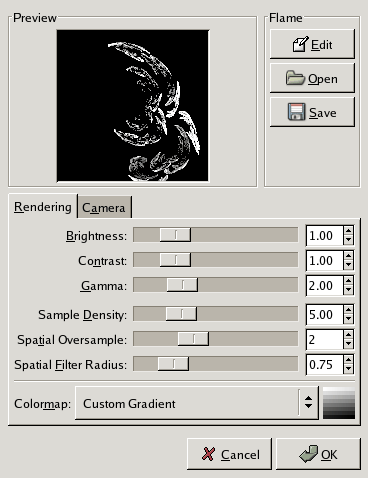 Preview
Flame
Edit
Open
Save
Rendering
Camera
Brightness: 1.00
Contrast: 1.00
Gamma: 2.00
Sample Density: 5.00
Spatial Oversample: 2
Spatial Filter Radius: 0.75
Colormap: Custom Gradient
Cancel
OK